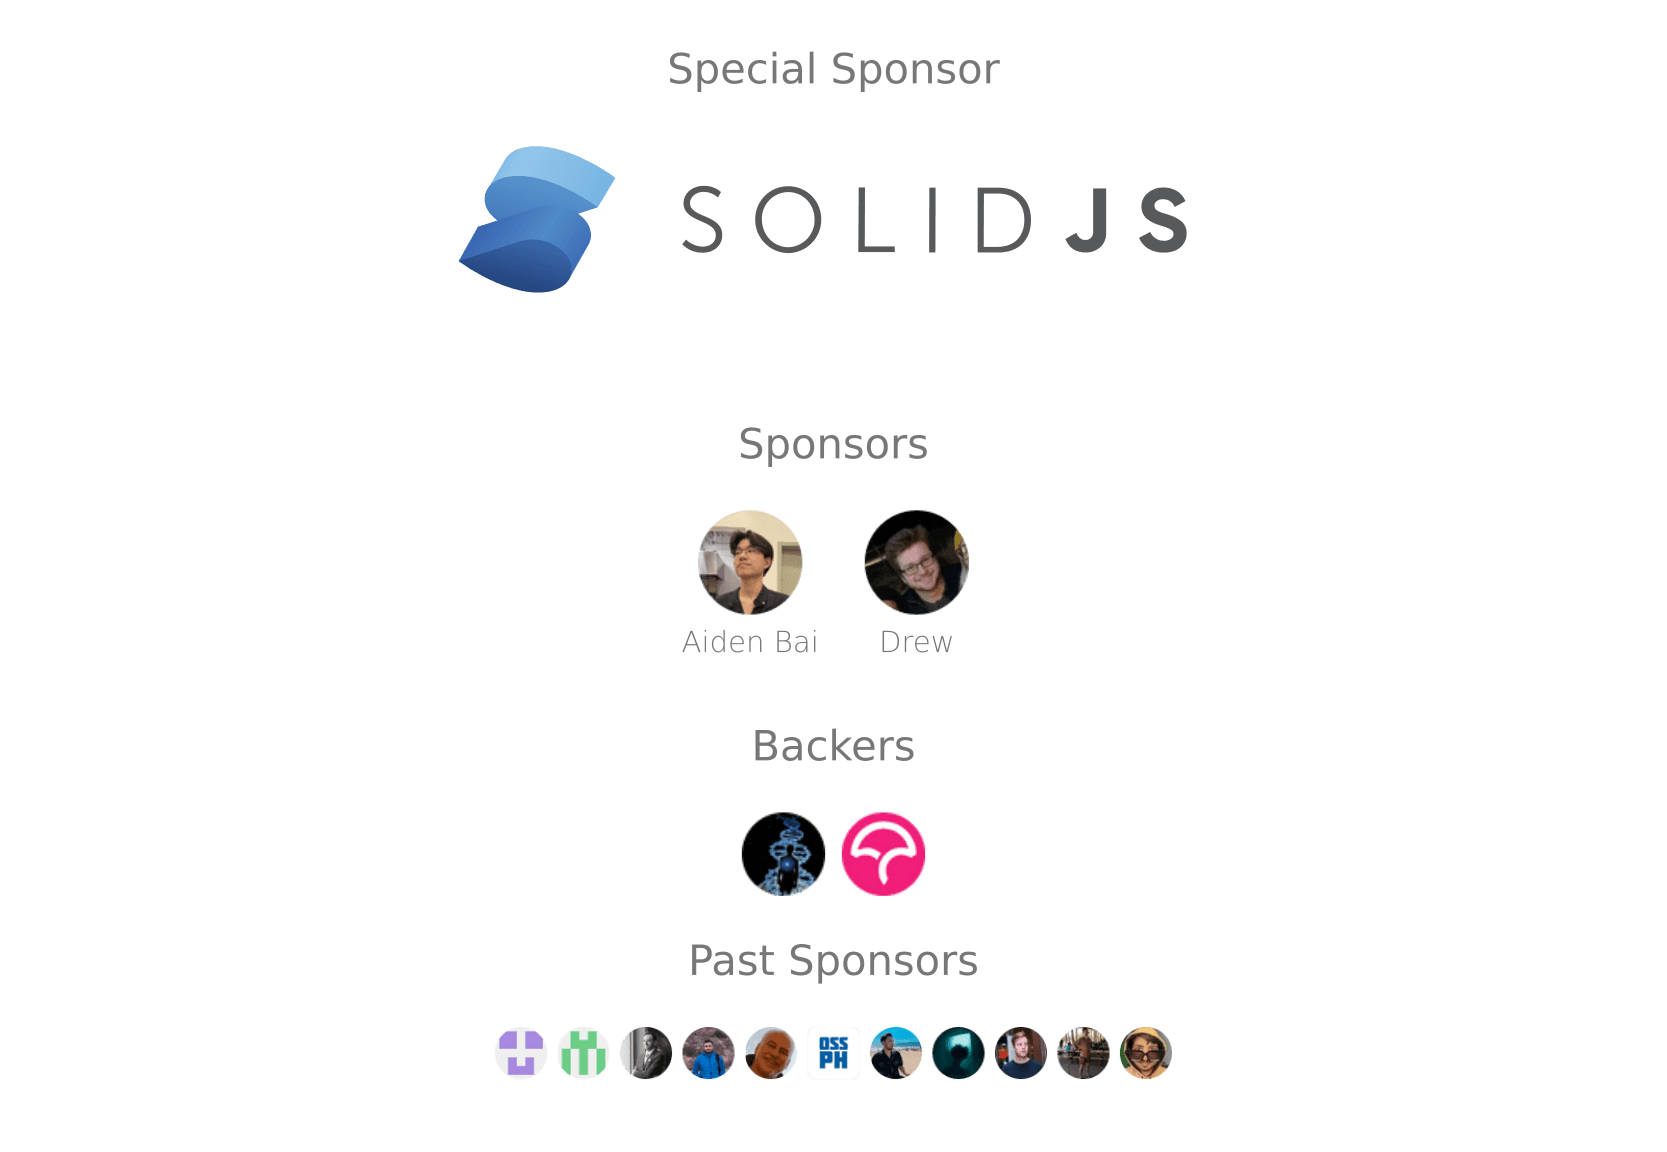 Special Sponsor
SOLIDJS
Sponsors
Aiden Bai
Drew
Backers
Past Sponsors
OSS
PH